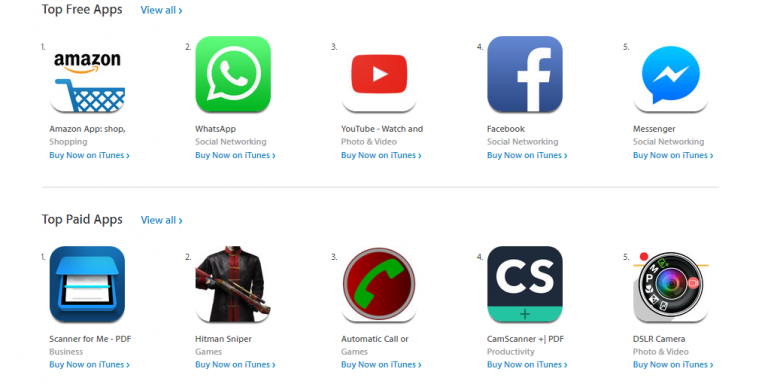 Top Free Apps View all ›
1. 2. 3. 4. 5.
amazon
f
Amazon App: shop, WhatsApp YouTube - Watch and Facebook Messenger
Shopping Social Networking Photo & Video Social Networking Social Networking
Buy Now on iTunes › Buy Now on iTunes › Buy Now on iTunes › Buy Now on iTunes › Buy Now on iTunes ›
Top Paid Apps View all ›
1. 2. 3. 4. 5.
CS
M
P
+
Scanner for Me - PDF Hitman Sniper Automatic Call or CamScanner +| PDF DSLR Camera
Business Games Games Productivity Photo & Video
Buy Now on iTunes › Buy Now on iTunes › Buy Now on iTunes › Buy Now on iTunes › Buy Now on iTunes ›